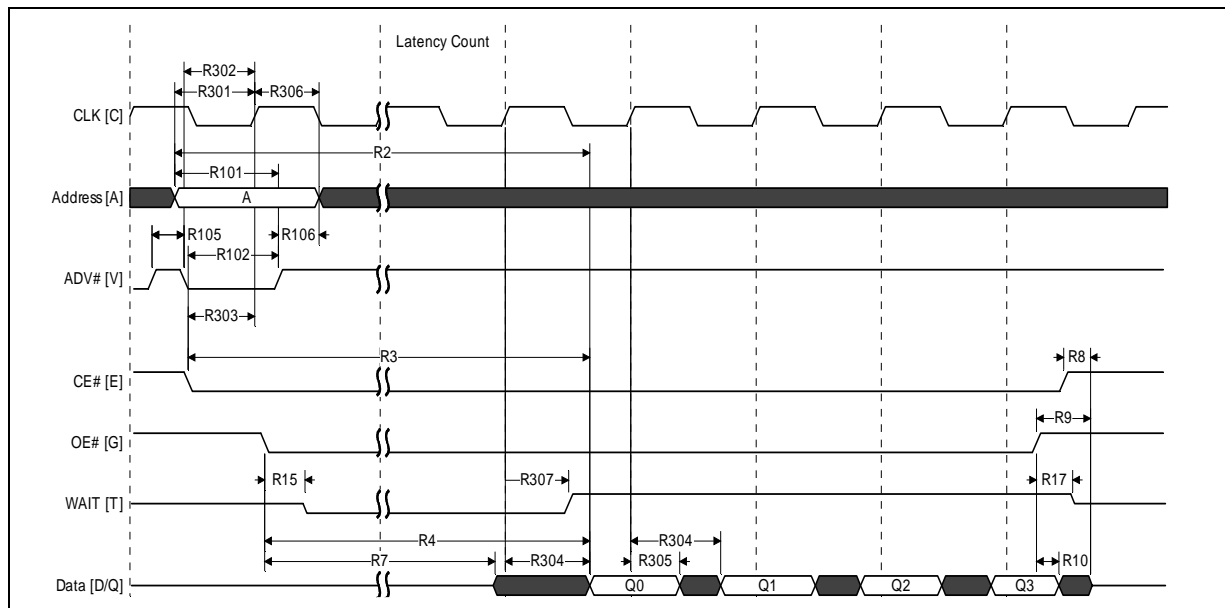 Latency Count
R302
R301
R306
CLK [C]
R2
R101
Address [A]
A
R105
R106
R102
ADV# [V]
R303
R3
R8
CE# [E]
R9
OE# [G]
R15
R307
R17
WAIT [T]
R4
R304
R7
R304
R305
R10
Data [D/Q]
Q0
Q1
Q2
Q3